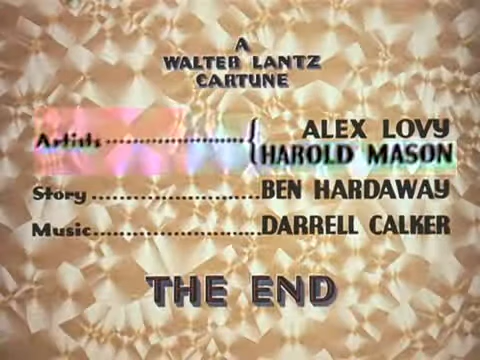 A
WALTER LANTZ
CARTUNE
Artists .................... { ALEX LOVY
HAROLD MASON
Story ........................ BEN HARDAWAY
Music ........................ DARRELL CALKER
THE END